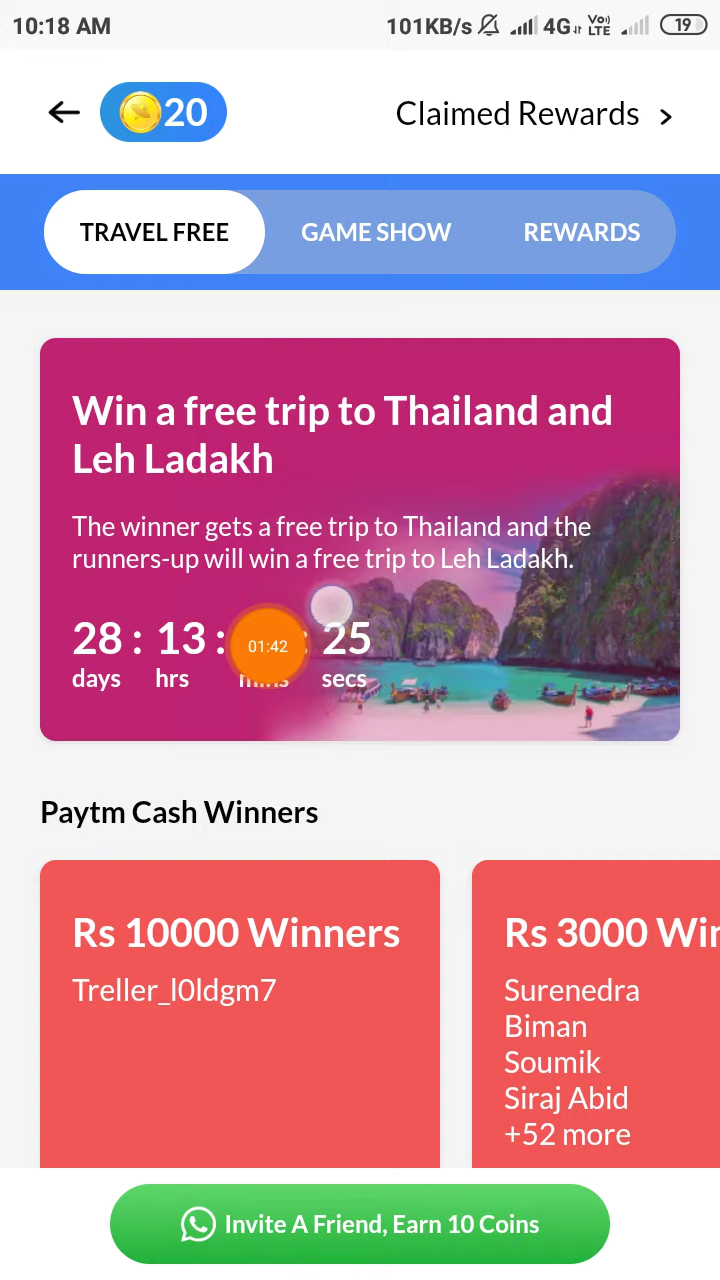 10:18 AM 101KB/s 4G Vo) LTE 19
20 Claimed Rewards
TRAVEL FREE GAME SHOW REWARDS
Win a free trip to Thailand and
Leh Ladakh
The winner gets a free trip to Thailand and the
runners-up will win a free trip to Leh Ladakh.
28 : 13 : : 25
01:42
days hrs mins secs
Paytm Cash Winners
Rs 10000 Winners
Treller_l0ldgm7
Rs 3000 Win
Surenedra
Biman
Soumik
Siraj Abid
+52 more
Invite A Friend, Earn 10 Coins